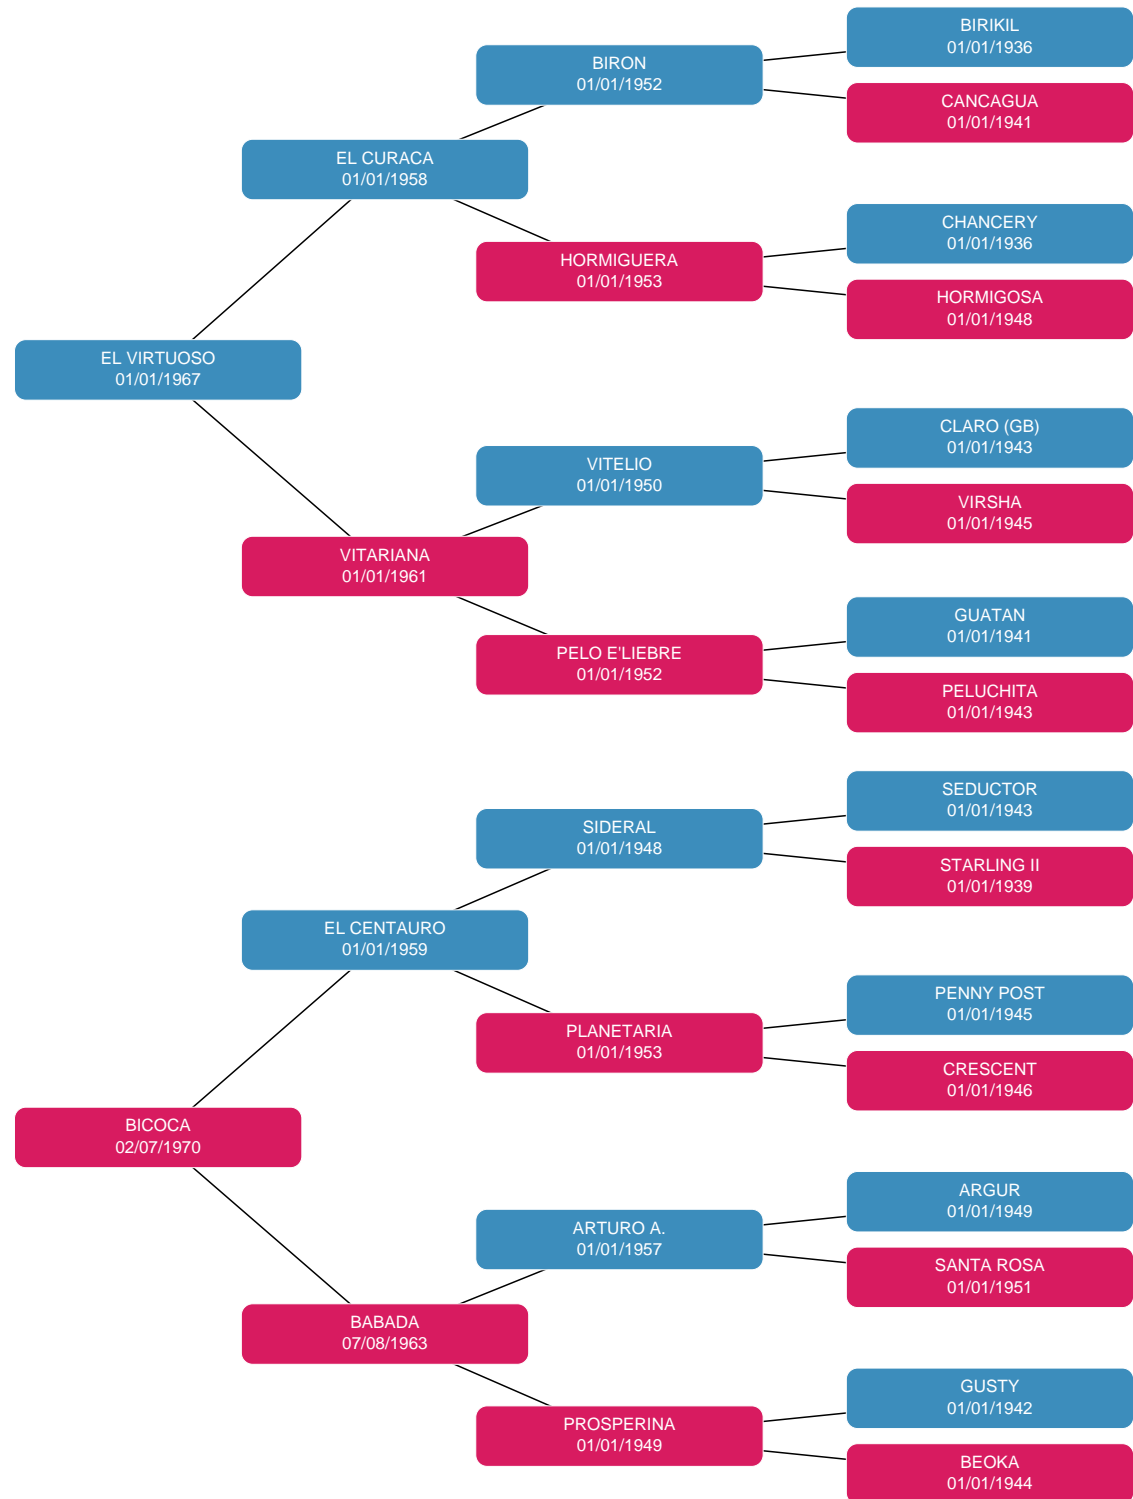 BIRIKIL
01/01/1936
BIRON
01/01/1952
CANCAGUA
01/01/1941
EL CURACA
01/01/1958
CHANCERY
01/01/1936
HORMIGUERA
01/01/1953
HORMIGOSA
01/01/1948
EL VIRTUOSO
01/01/1967
CLARO (GB)
01/01/1943
VITELIO
01/01/1950
VIRSHA
01/01/1945
VITARIANA
01/01/1961
GUATAN
01/01/1941
PELO E'LIEBRE
01/01/1952
PELUCHITA
01/01/1943
SEDUCTOR
01/01/1943
SIDERAL
01/01/1948
STARLING II
01/01/1939
EL CENTAURO
01/01/1959
PENNY POST
01/01/1945
PLANETARIA
01/01/1953
CRESCENT
01/01/1946
BICOCA
02/07/1970
ARGUR
01/01/1949
ARTURO A.
01/01/1957
SANTA ROSA
01/01/1951
BABADA
07/08/1963
GUSTY
01/01/1942
PROSPERINA
01/01/1949
BEOKA
01/01/1944